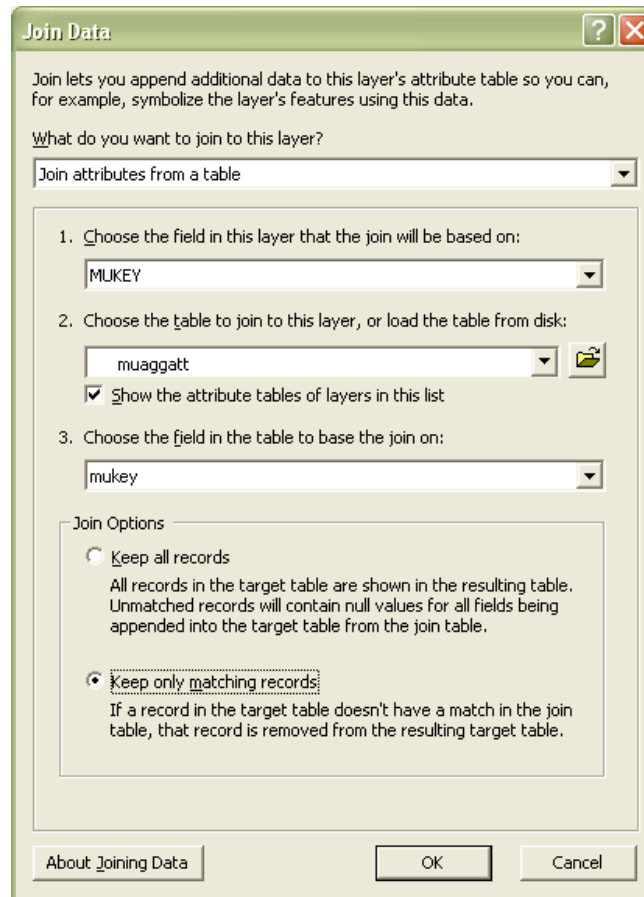 Join Data
Join lets you append additional data to this layer's attribute table so you can,
for example, symbolize the layer's features using this data.
What do you want to join to this layer?
Join attributes from a table
1. Choose the field in this layer that the join will be based on:
MUKEY
2. Choose the table to join to this layer, or load the table from disk:
muaggatt
Show the attribute tables of layers in this list
3. Choose the field in the table to base the join on:
mukey
Join Options
Keep all records
All records in the target table are shown in the resulting table.
Unmatched records will contain null values for all fields being
appended into the target table from the join table.
Keep only matching records
If a record in the target table doesn't have a match in the join
table, that record is removed from the resulting target table.
About Joining Data
OK
Cancel